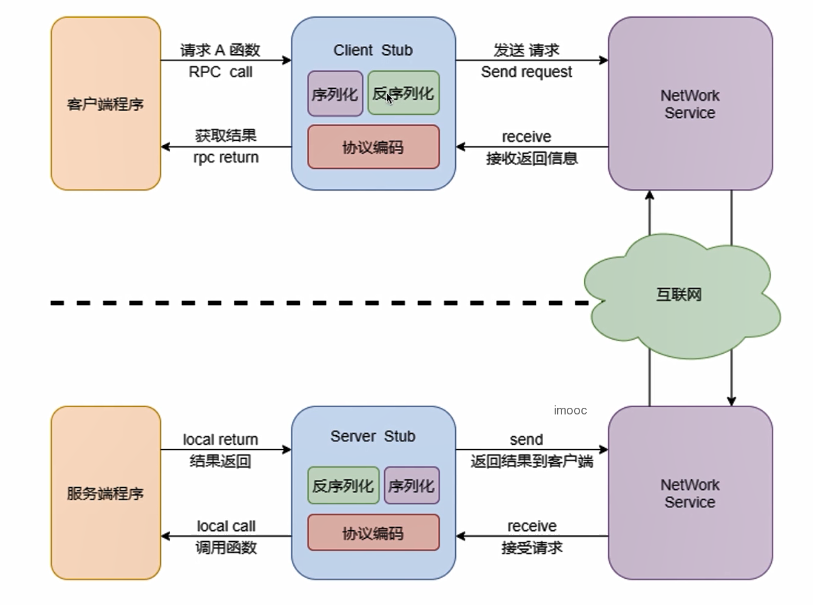 请求 A 函数
RPC call
Client Stub
发送 请求
Send request
客户端程序
序列化
反序列化
NetWork
Service
获取结果
rpc return
协议编码
receive
接收返回信息
互联网
imooc
local return
结果返回
Server Stub
send
返回结果到客户端
服务端程序
反序列化
序列化
NetWork
Service
local call
调用函数
协议编码
receive
接受请求